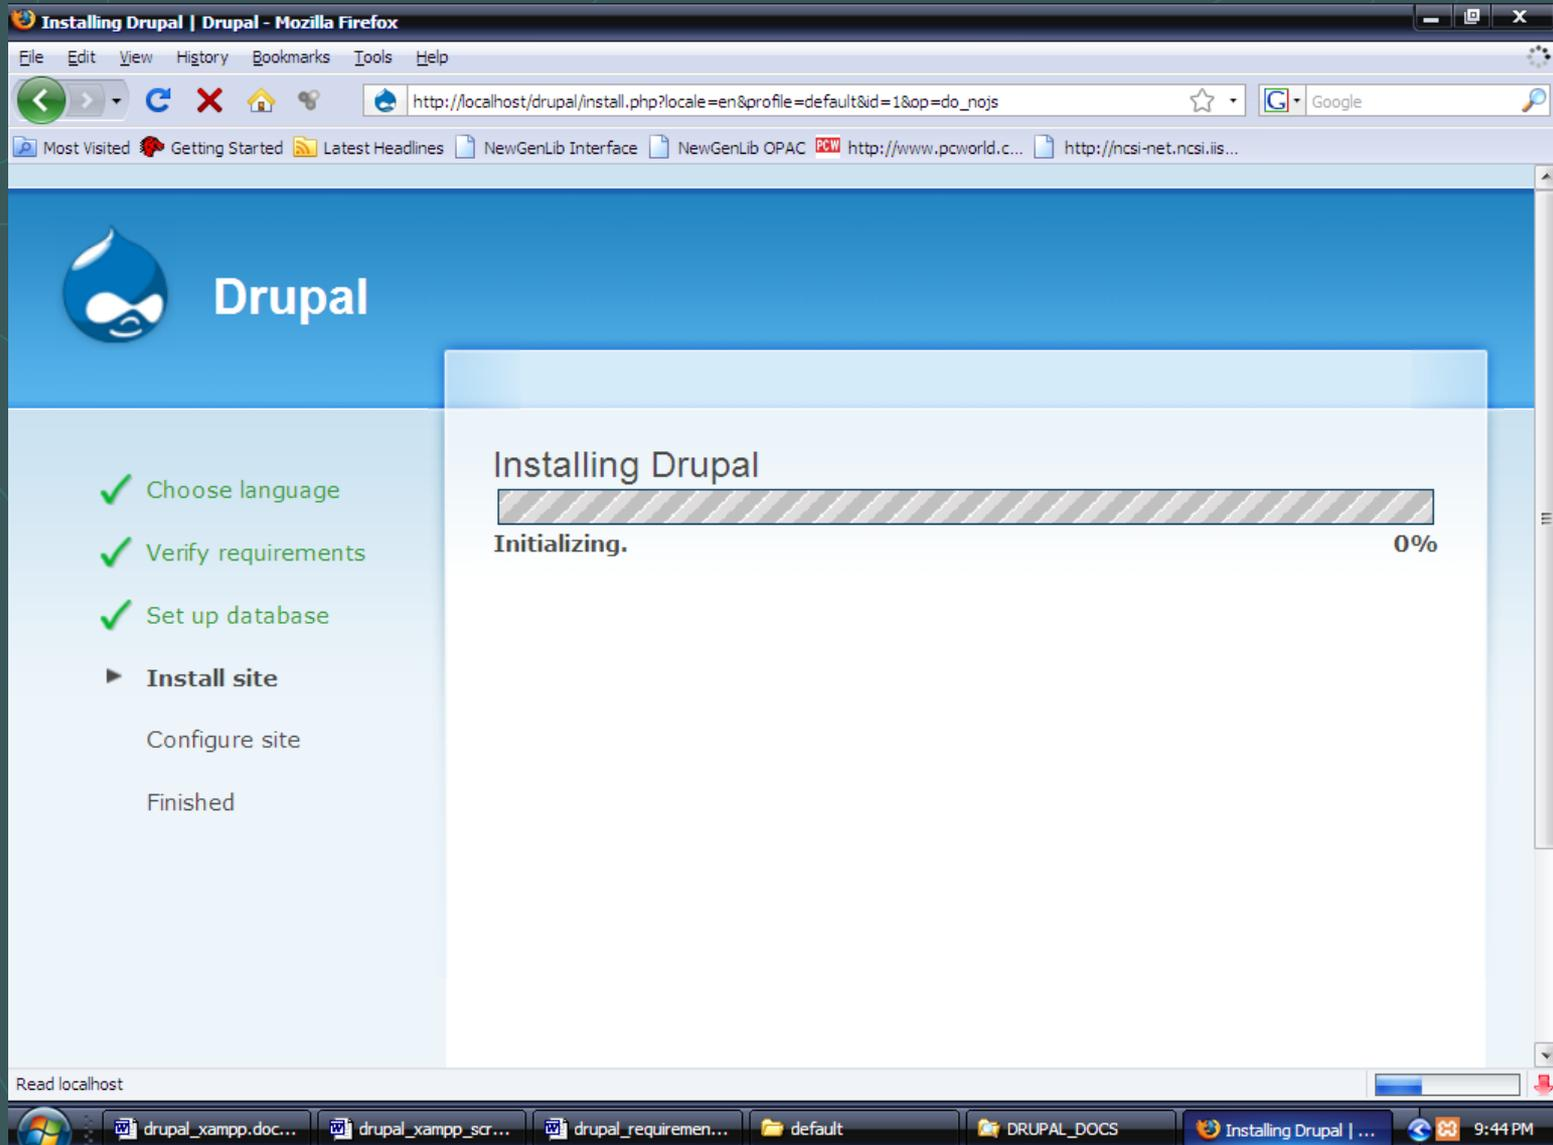 Installing Drupal | Drupal - Mozilla Firefox
File Edit View History Bookmarks Tools Help
http://localhost/drupal/install.php?locale=en&profile=default&id=1&op=do_nojs
G Google
Most Visited Getting Started Latest Headlines NewGenLib Interface NewGenLib OPAC PCW http://www.pcworld.c... http://ncsi-net.ncsi.iis...
Drupal
Installing Drupal
Initializing. 0%
Choose language
Verify requirements
Set up database
Install site
Configure site
Finished
Read localhost
drupal_xampp.doc... drupal_xampp_scr... drupal_requiremen... default DRUPAL_DOCS Installing Drupal | ... 9:44 PM